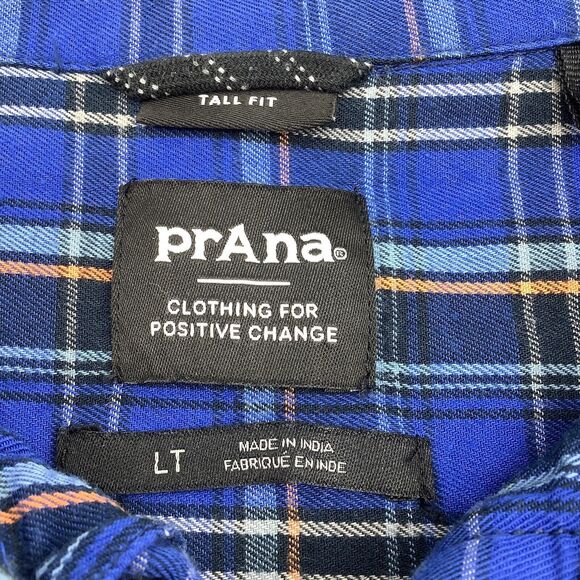 TALL FIT
prAna®
CLOTHING FOR
POSITIVE CHANGE
LT
MADE IN INDIA
FABRIQUÉ EN INDE